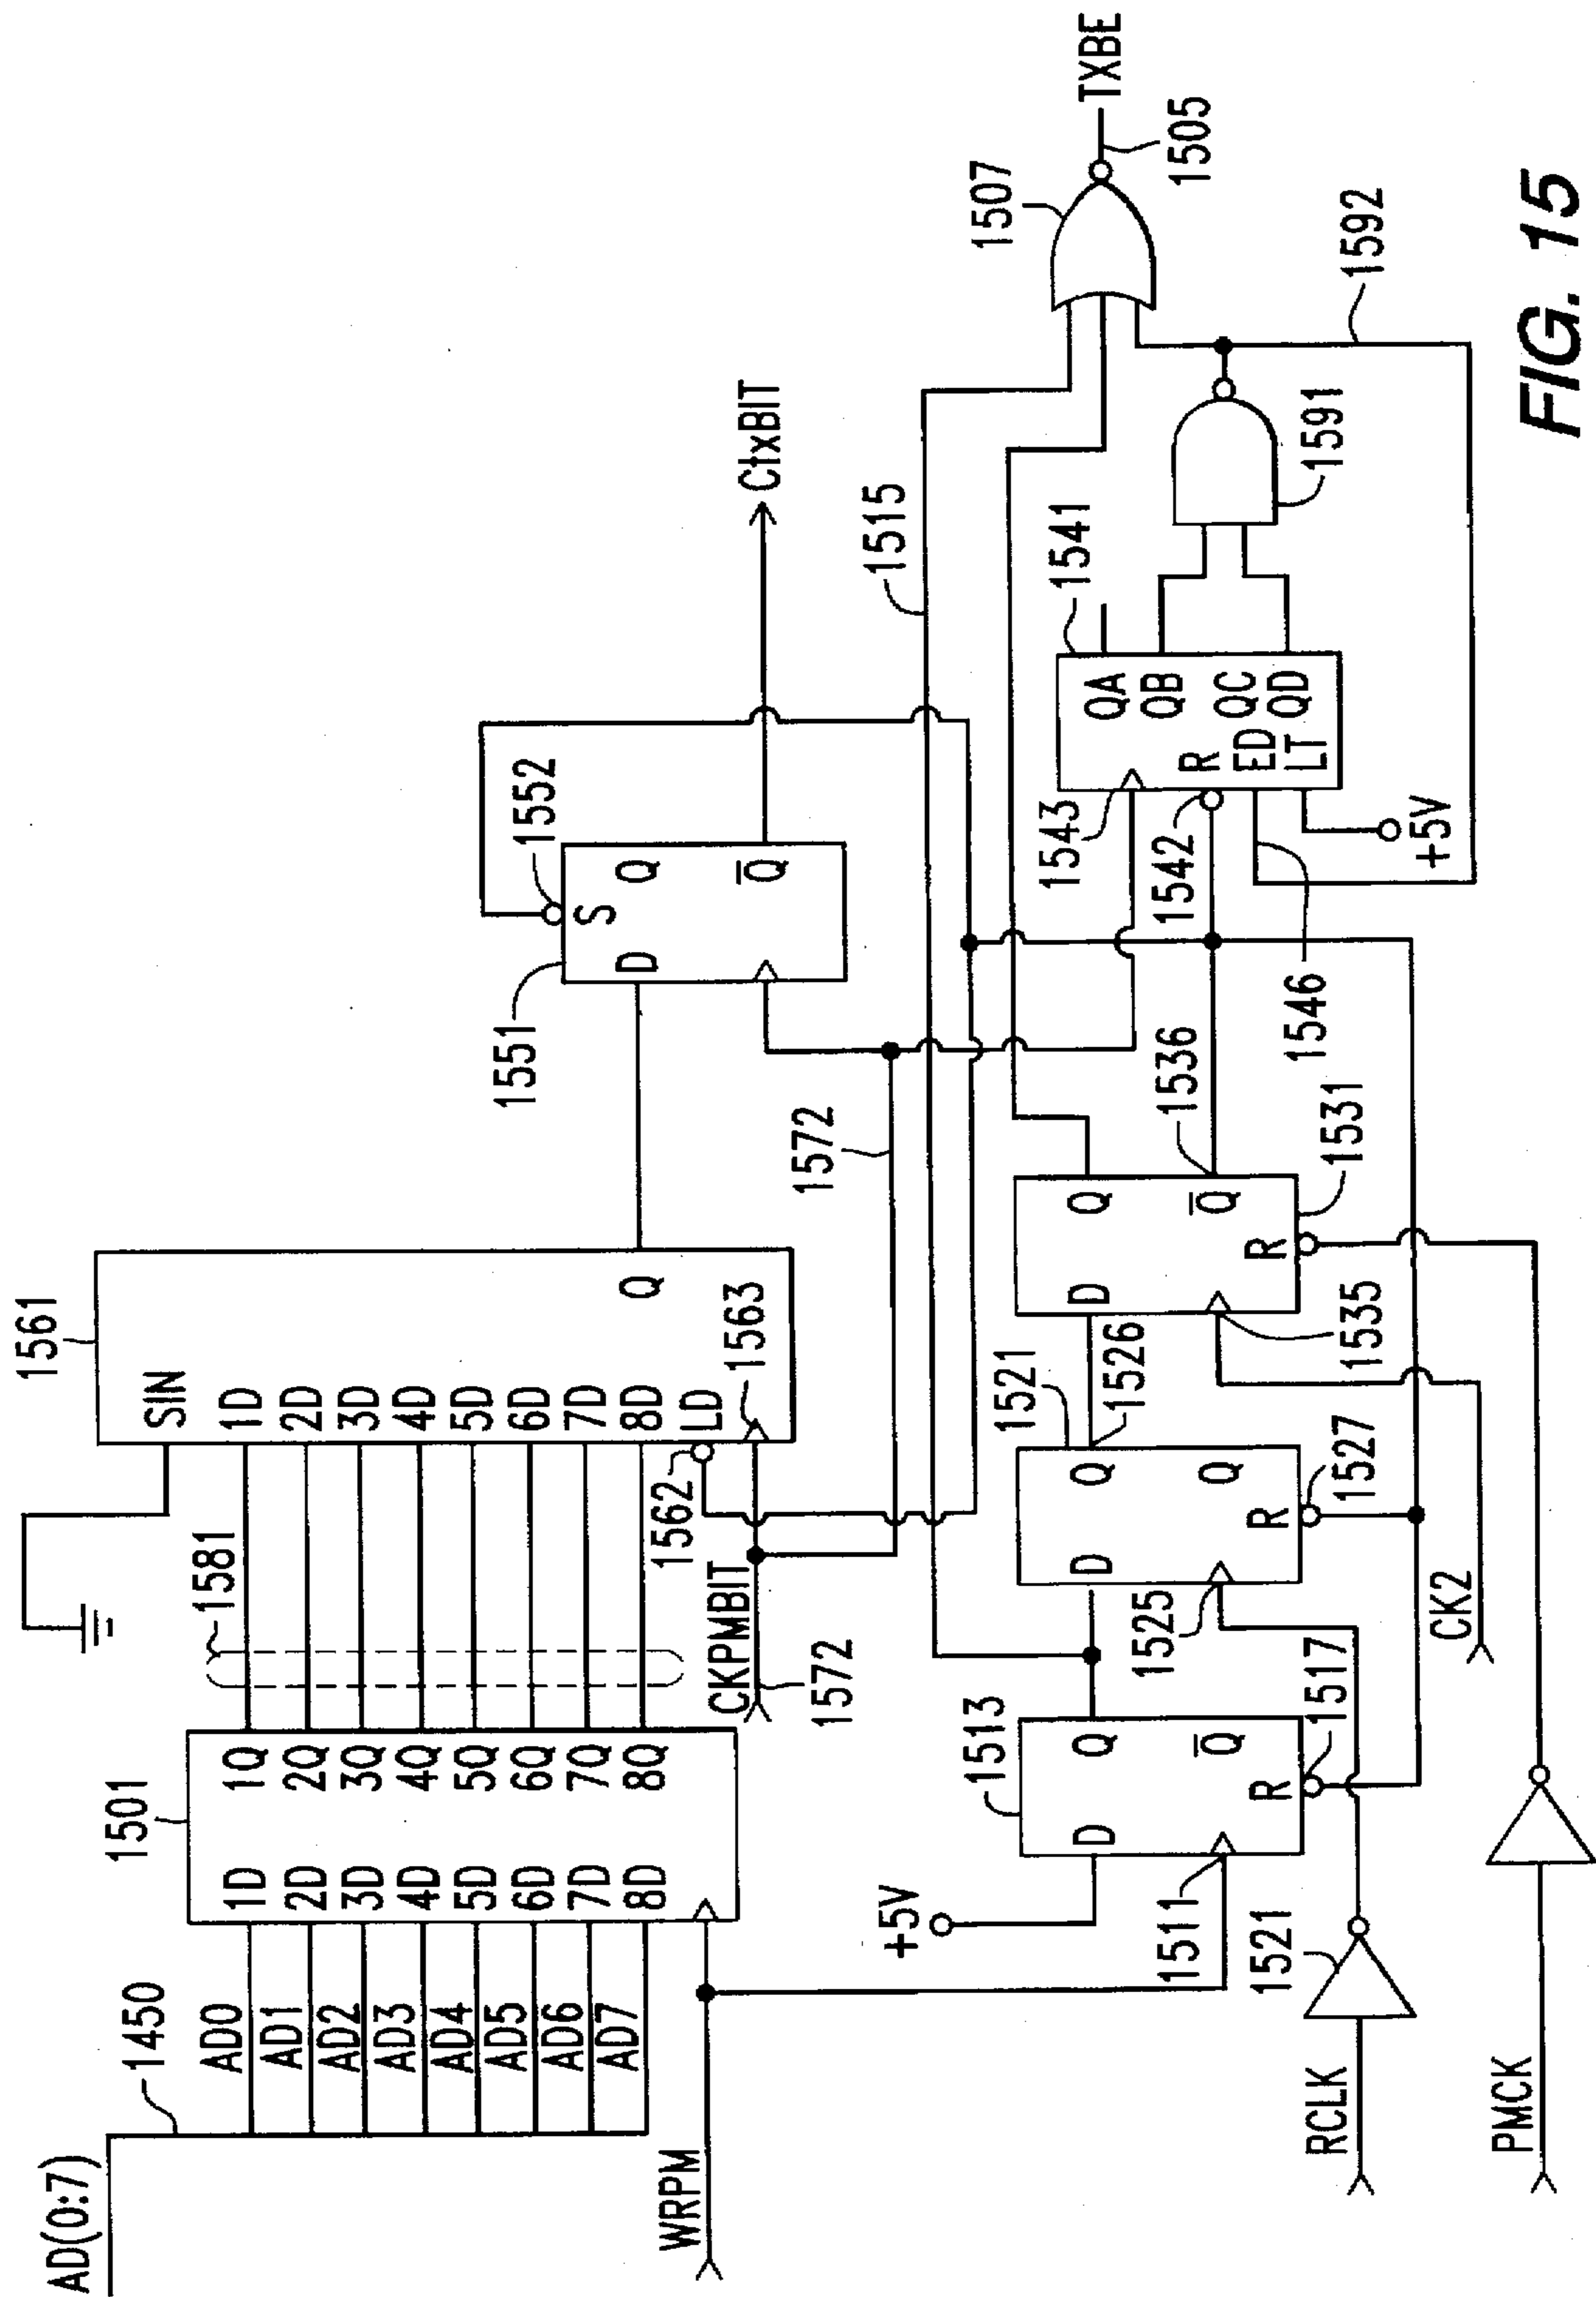 AD(0:7)
1450
AD0
AD1
AD2
AD3
AD4
AD5
AD6
AD7
WRPM
1501
1D 1Q
2D 2Q
3D 3Q
4D 4Q
5D 5Q
6D 6Q
7D 7Q
8D 8Q
1581
CKPMBIT
1572
1561
SIN
1D
2D
3D
4D
5D
6D
7D
8D
LD
Q
1562
1563
1572
1551
1552
D
S
Q
Q̅
CtxBIT
1515
+5V
1511
1513
D
Q
Q̅
R
1517
RCLK
1521
PMCK
1525
1521
D
Q
Q
R
1526
1527
CK2
1535
D
Q
Q̅
R
1531
1536
1543
1542
1546
1541
QA
QB
QC
QD
R
ED
LT
+5V
1591
1592
1507
TXBE
1505
FIG. 15